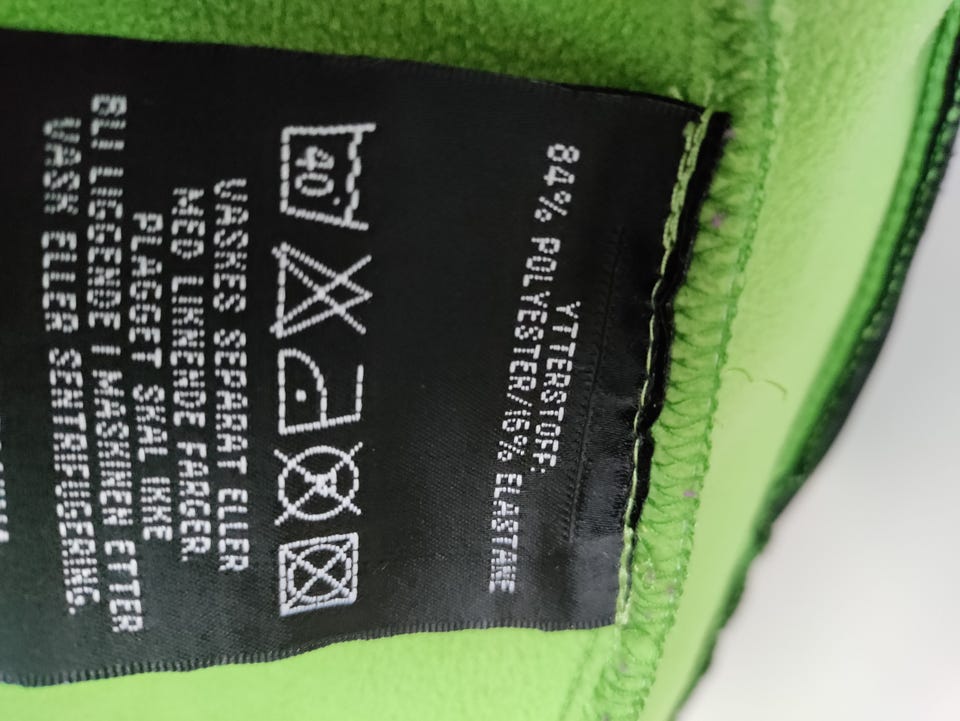 YTTERSTOFF:
84% POLYESTER/16% ELASTANE
40°
VASKES SEPARAT ELLER
MED LIKNENDE FARGER.
PLAGGET SKAL IKKE
BLI LIGGENDE I MASKINEN ETTER
VASK ELLER SENTRIFUGERING.